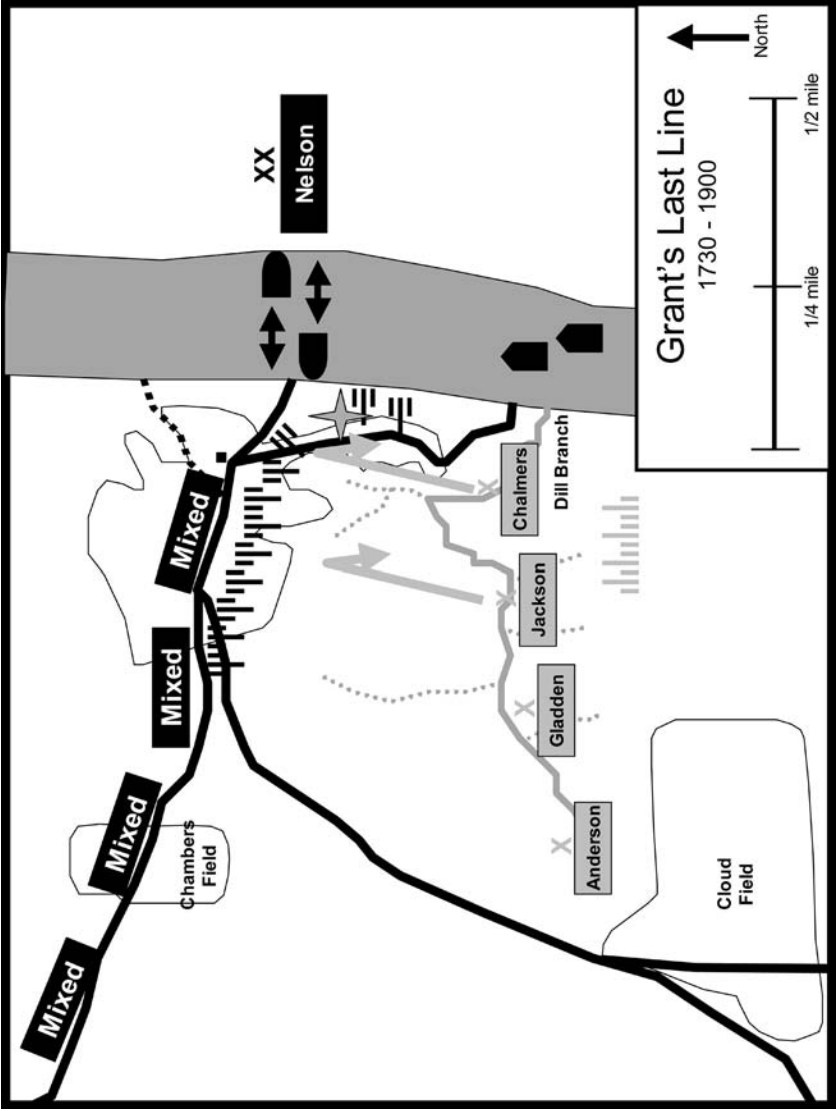 XX
Nelson
Mixed
Mixed
Mixed
Mixed
Chambers
Field
Chalmers
X
Dill Branch
Jackson
X
Gladden
X
Anderson
X
Cloud
Field
Grant's Last Line
1730 - 1900
North
1/4 mile
1/2 mile